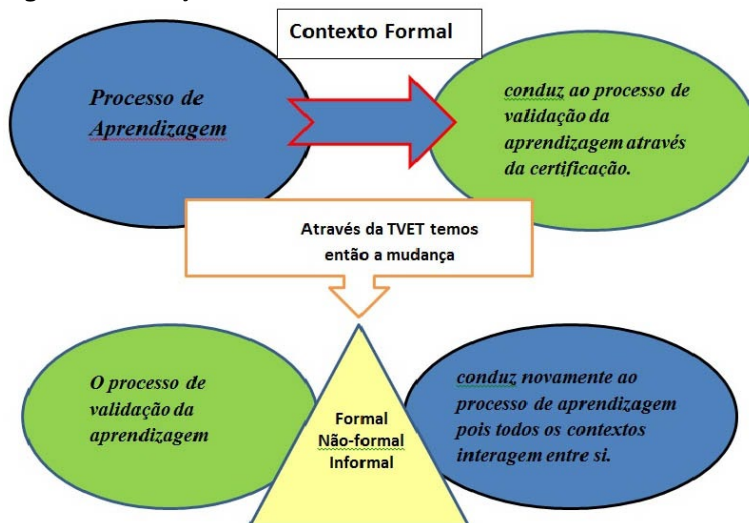 Contexto Formal
Processo de
Aprendizagem
conduz ao processo de
validação da
aprendizagem através
da certificação.
Através da TVET temos
então a mudança
O processo de
validação da
aprendizagem
Formal
Não-formal
Informal
conduz novamente ao
processo de aprendizagem
pois todos os contextos
interagem entre si.